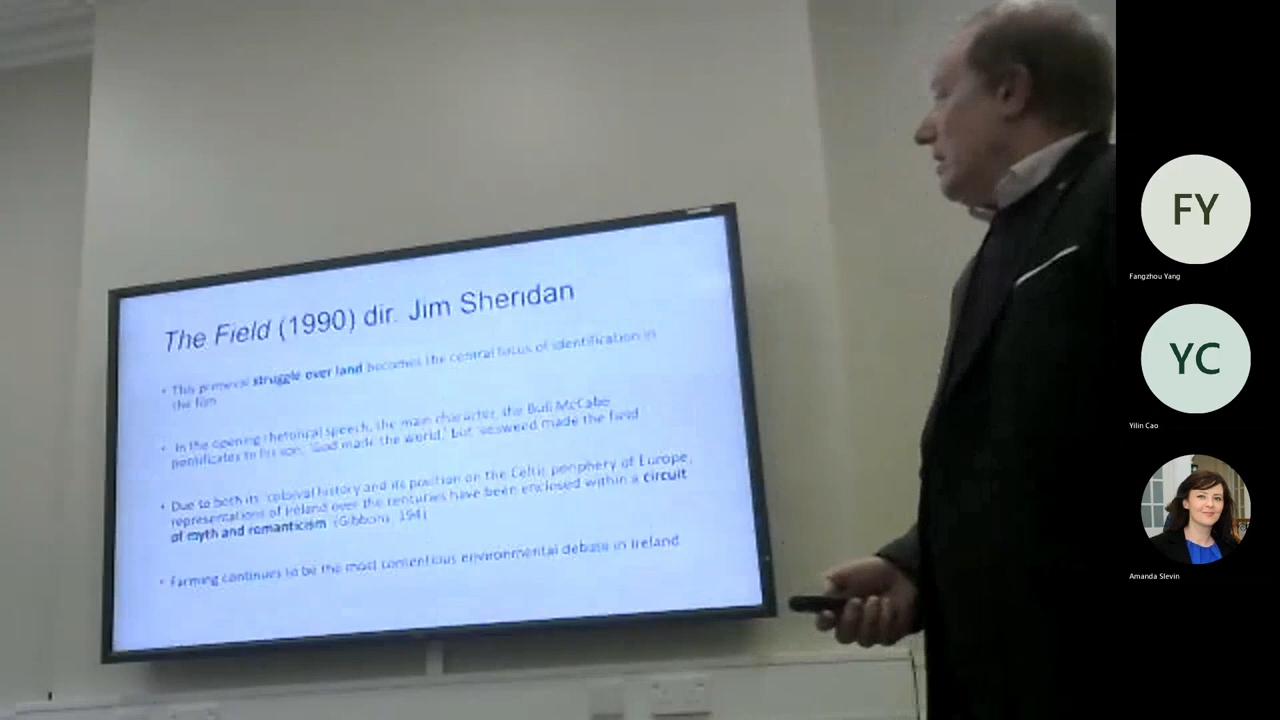 The Field (1990) dir. Jim Sheridan
• This primeval struggle over land becomes the central focus of identification in
the film
• In the opening rhetorical speech, the main character, the Bull McCabe
pontificates to his son, 'God made the world,' but 'seaweed made the field
• Due to both its colonial history and its position on the Celtic periphery of Europe,
representations of Ireland over the centuries have been enclosed within a circuit
of myth and romanticism (Gibbons, 194)
• Farming continues to be the most contentious environmental debate in Ireland
FY
Fangzhou Yang
YC
Yilin Cao
Amanda Slevin